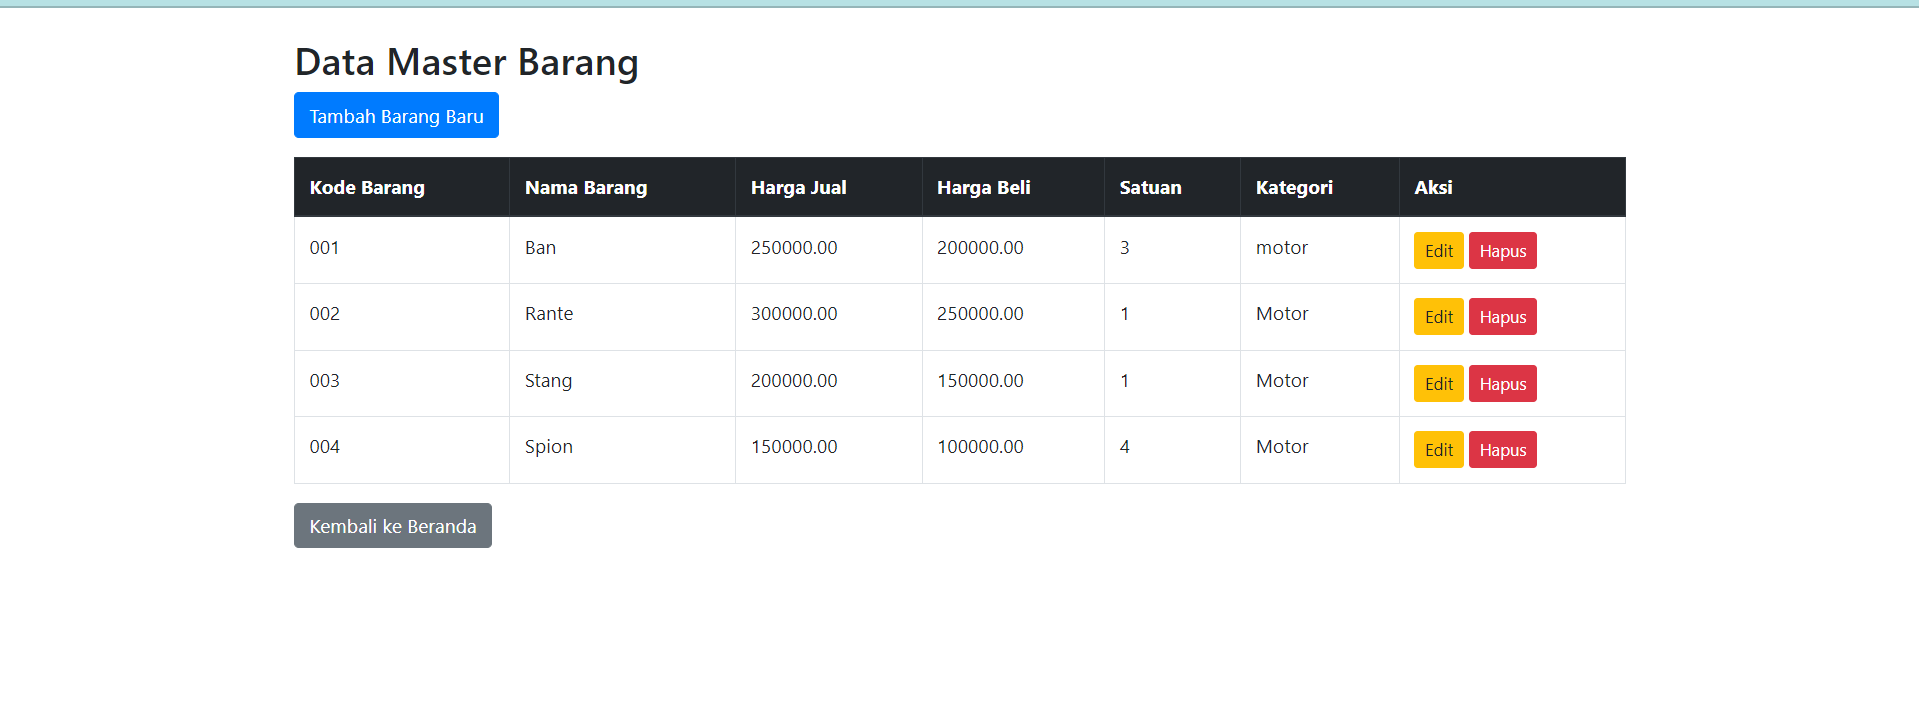 Data Master Barang
Tambah Barang Baru
Kode Barang Nama Barang Harga Jual Harga Beli Satuan Kategori Aksi
001 Ban 250000.00 200000.00 3 motor Edit Hapus
002 Rante 300000.00 250000.00 1 Motor Edit Hapus
003 Stang 200000.00 150000.00 1 Motor Edit Hapus
004 Spion 150000.00 100000.00 4 Motor Edit Hapus
Kembali ke Beranda